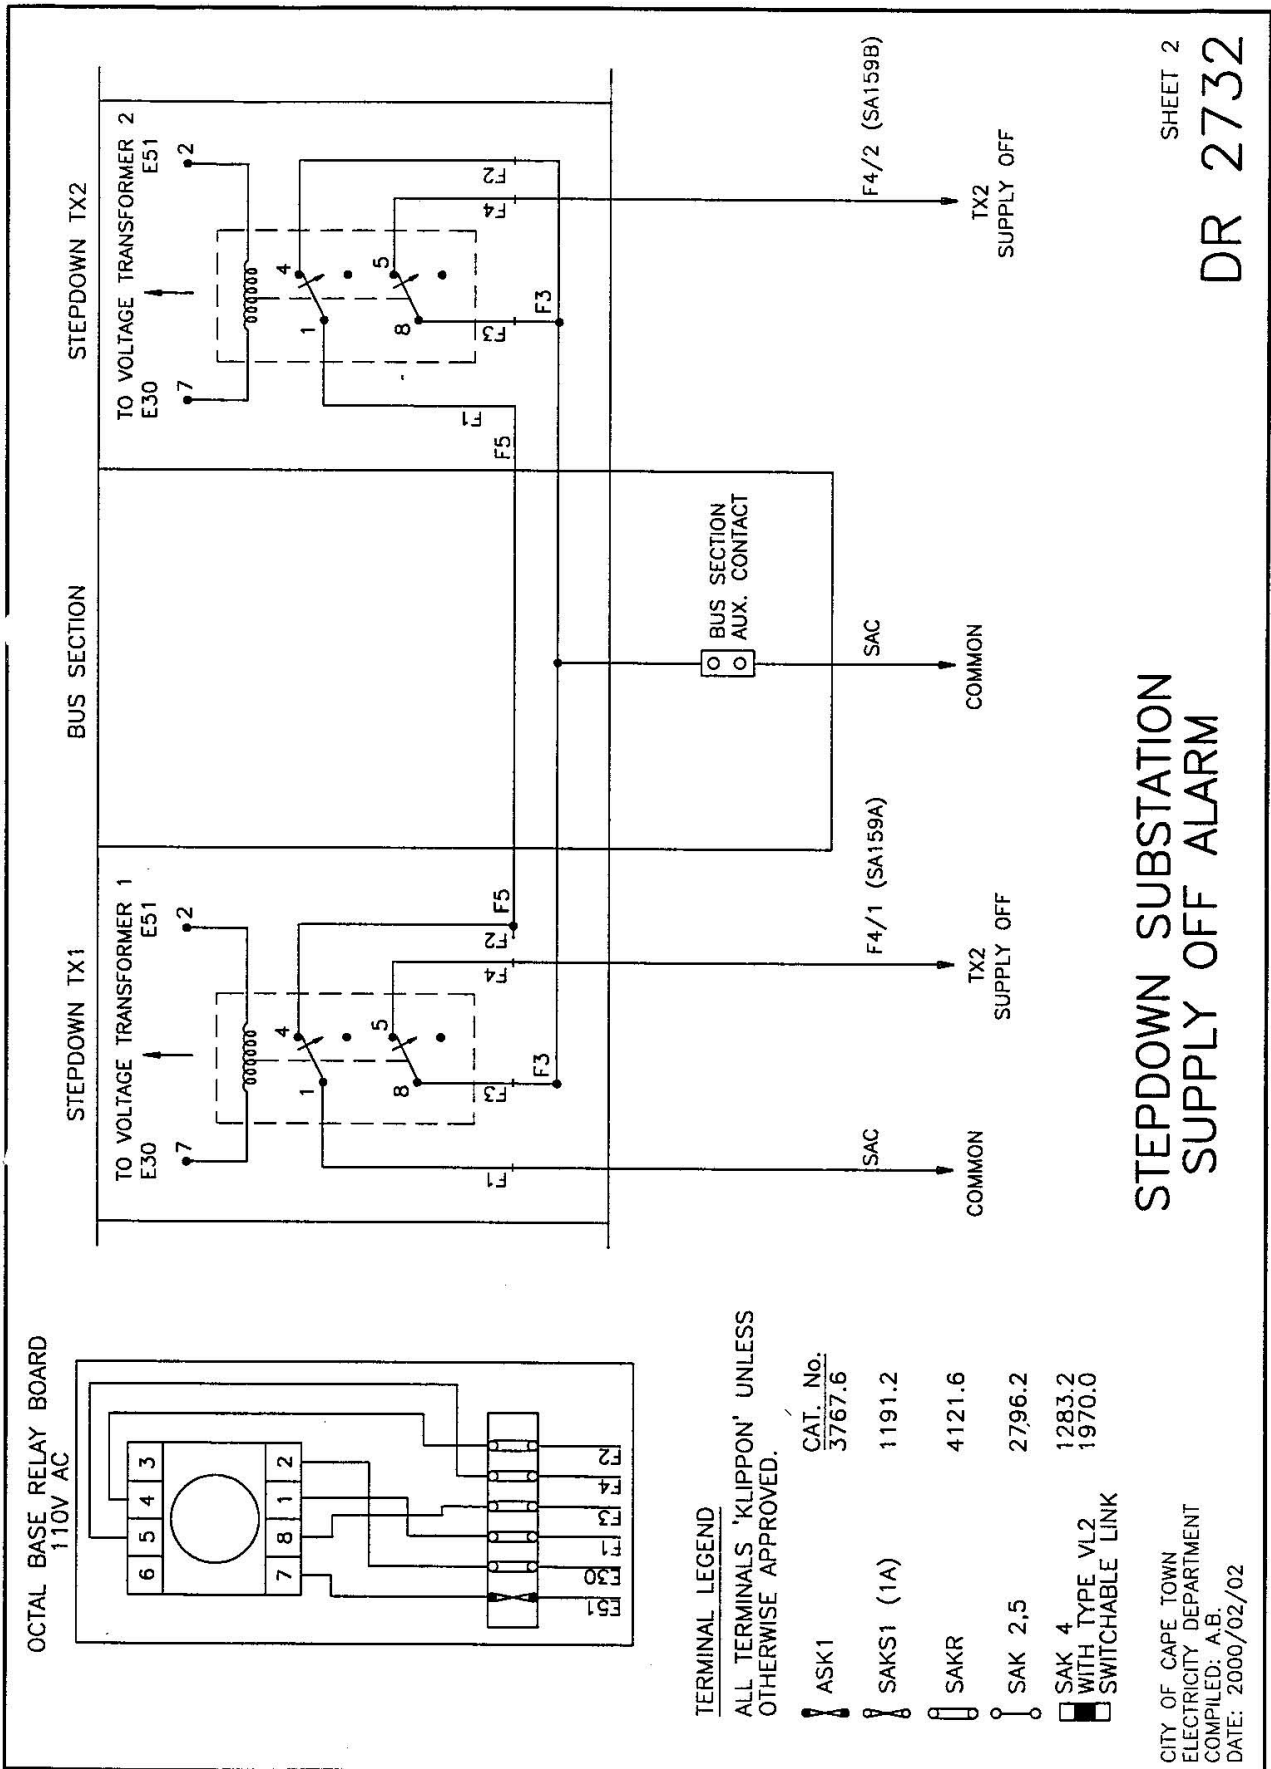 OCTAL BASE RELAY BOARD
110V AC
6 5 4 3
7 8 1 2
E51 E30 F1 F3 F4 F2
TERMINAL LEGEND
ALL TERMINALS 'KLIPPON' UNLESS
OTHERWISE APPROVED.
CAT. No.
ASK1 3767.6
SAKS1 (1A) 1191.2
SAKR 4121.6
SAK 2,5 2796.2
SAK 4 1283.2
WITH TYPE VL2 1970.0
SWITCHABLE LINK
CITY OF CAPE TOWN
ELECTRICITY DEPARTMENT
COMPILED: A.B.
DATE: 2000/02/02
STEPDOWN TX1
TO VOLTAGE TRANSFORMER 1
E30 E51
7 2
1 4
8 5
F1 F3 F4 F2
F3 F5
SAC
COMMON
F4/1 (SA159A)
TX2
SUPPLY OFF
BUS SECTION
BUS SECTION
AUX. CONTACT
SAC
COMMON
STEPDOWN TX2
TO VOLTAGE TRANSFORMER 2
E30 E51
7 2
1 4
8 5
F1 F3 F4 F2
F5 F3
F4/2 (SA159B)
TX2
SUPPLY OFF
STEPDOWN SUBSTATION
SUPPLY OFF ALARM
SHEET 2
DR 2732